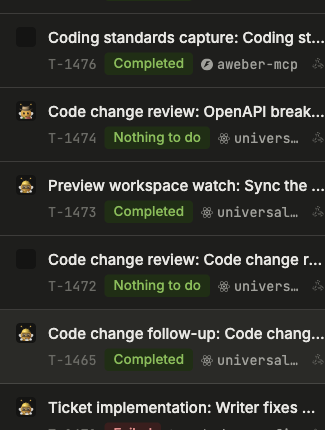 Coding standards capture: Coding st...
T-1476 Completed aweber-mcp
Code change review: OpenAPI break...
T-1474 Nothing to do univers...
Preview workspace watch: Sync the ...
T-1473 Completed universal...
Code change review: Code change r...
T-1472 Nothing to do univers...
Code change follow-up: Code chang...
T-1465 Completed universal...
Ticket implementation: Writer fixes ...